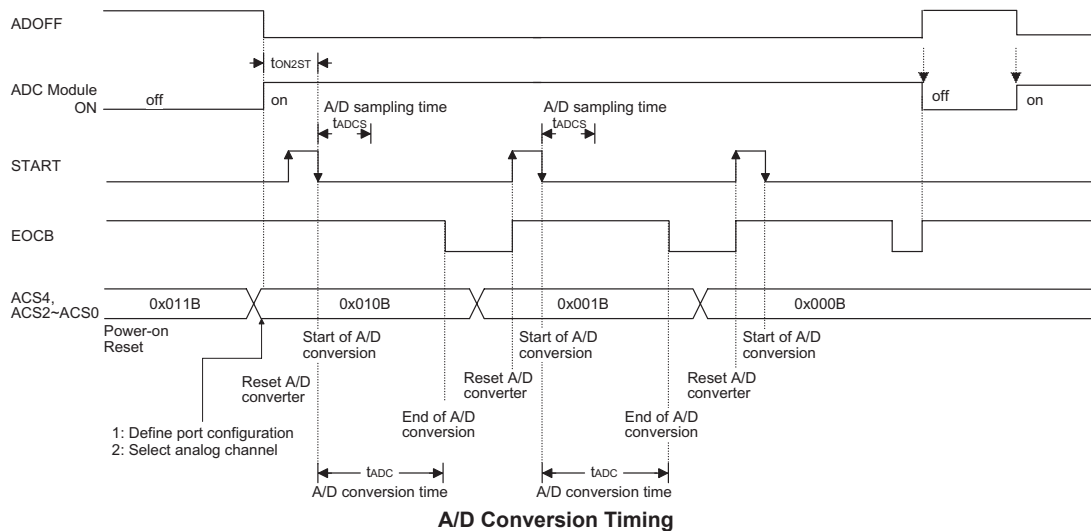 ADOFF
tON2ST
ADC Module
ON
off
on
off
on
A/D sampling time
tADCS
A/D sampling time
tADCS
START
EOCB
ACS4,
ACS2~ACS0
0x011B
0x010B
0x001B
0x000B
Power-on
Reset
Start of A/D
conversion
Start of A/D
conversion
Start of A/D
conversion
Reset A/D
converter
Reset A/D
converter
Reset A/D
converter
End of A/D
conversion
End of A/D
conversion
1: Define port configuration
2: Select analog channel
tADC
A/D conversion time
tADC
A/D conversion time
A/D Conversion Timing